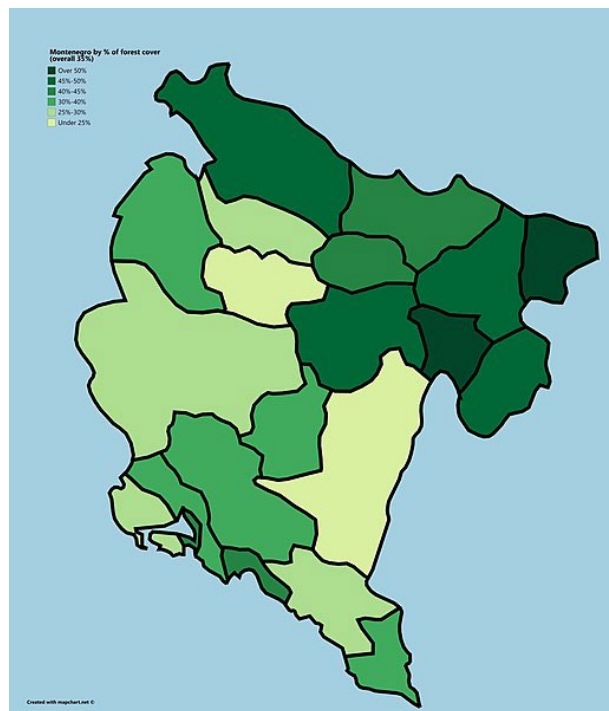 Montenegro by % of forest cover
(overall 35%)
Over 50%
45%-50%
40%-45%
30%-40%
25%-30%
Under 25%
Created with mapchart.net ©